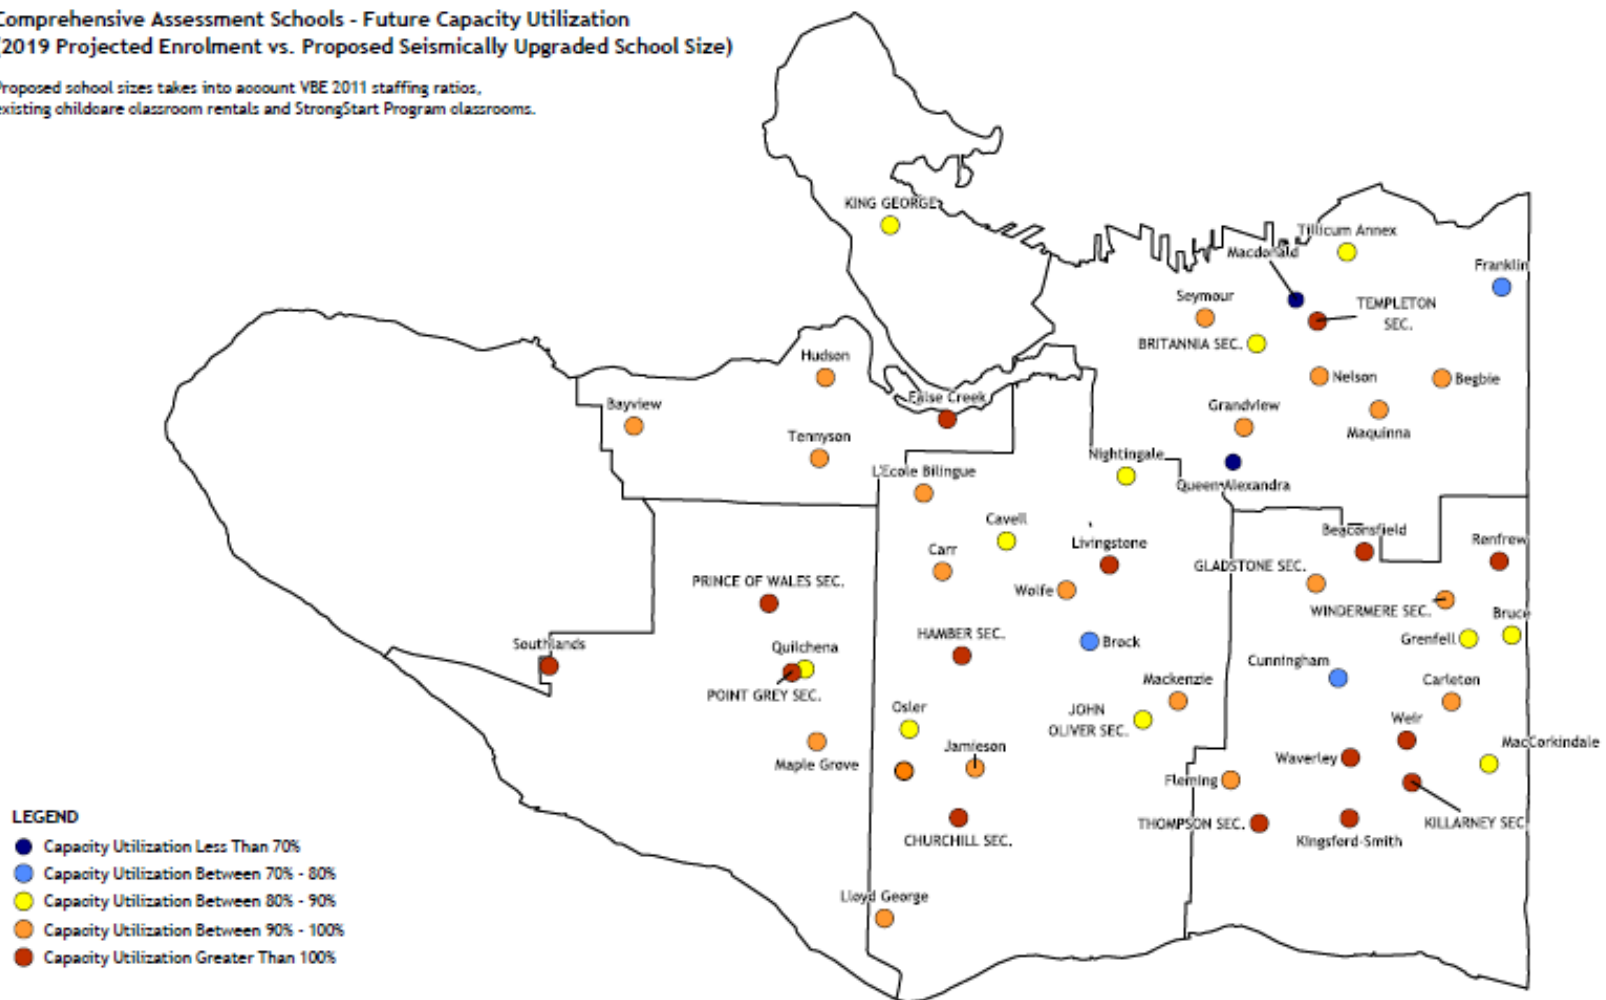 Comprehensive Assessment Schools - Future Capacity Utilization
(2019 Projected Enrolment vs. Proposed Seismically Upgraded School Size)
Proposed school sizes takes into account VBE 2011 staffing ratios,
existing childcare classroom rentals and StrongStart Program classrooms.
KING GEORGE
Tillicum Annex
Macdonald
Franklin
Seymour
TEMPLETON
SEC.
BRITANNIA SEC.
Hudson
Nelson
Begbie
False Creek
Bayview
Grandview
Maquinna
Tennyson
Nightingale
L'Ecole Bilingue
Queen Alexandra
Cavell
Beaconsfield
Livingstone
Renfrew
Carr
GLADSTONE SEC.
PRINCE OF WALES SEC.
Wolfe
WINDERMERE SEC.
Bruce
HAMBER SEC.
Grenfell
Southlands
Quilchena
Brock
Cunningham
POINT GREY SEC.
Mackenzie
Carleton
Osler
JOHN
OLIVER SEC.
Weir
Jamieson
MacCorkindale
Maple Grove
Waverley
Fleming
THOMPSON SEC.
KILLARNEY SEC
CHURCHILL SEC.
Kingsford-Smith
Lloyd George
LEGEND
Capacity Utilization Less Than 70%
Capacity Utilization Between 70% - 80%
Capacity Utilization Between 80% - 90%
Capacity Utilization Between 90% - 100%
Capacity Utilization Greater Than 100%